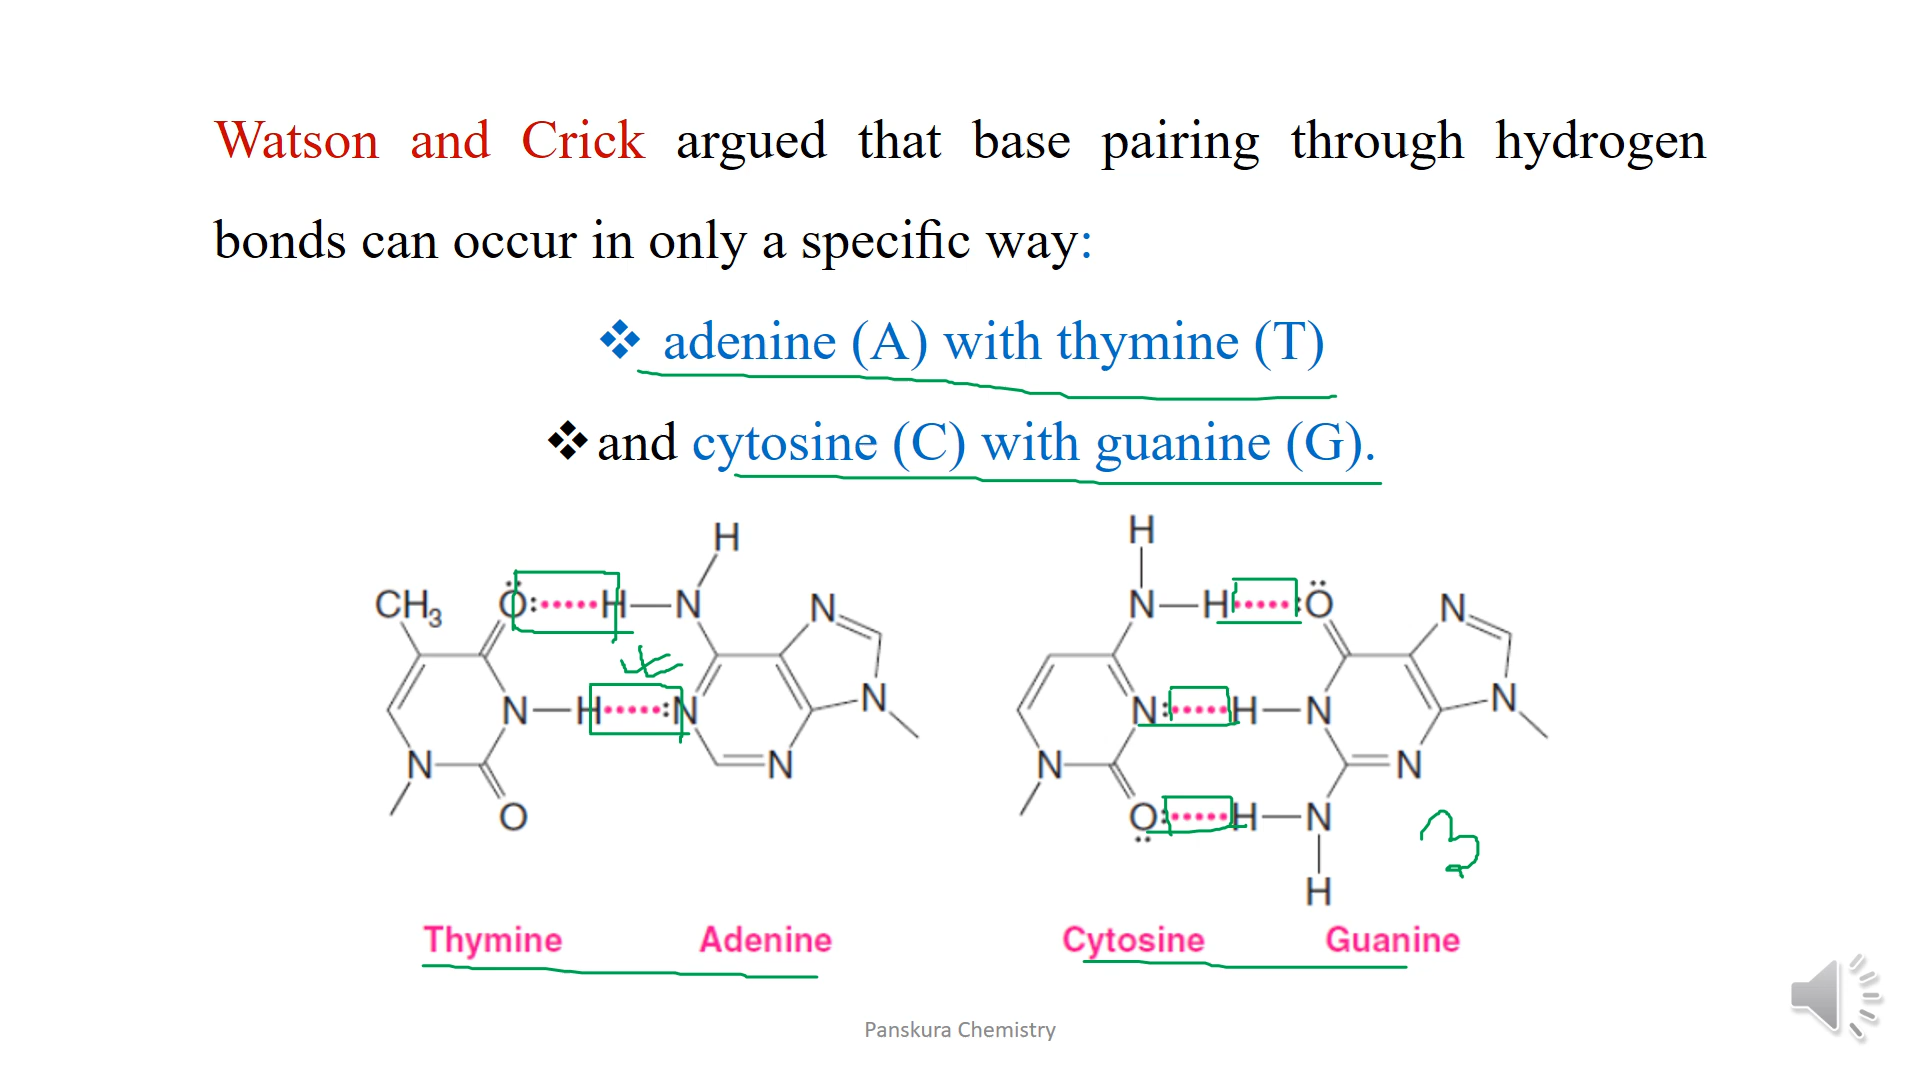 Watson and Crick argued that base pairing through hydrogen
bonds can occur in only a specific way:
❖ adenine (A) with thymine (T)
❖ and cytosine (C) with guanine (G).
H
CH₃ Ö: H—N N
N—H :N N
N N
O
H
N—H :Ö N
N: H—N N
N N
O: H—N
H
3
Thymine Adenine Cytosine Guanine
Panskura Chemistry